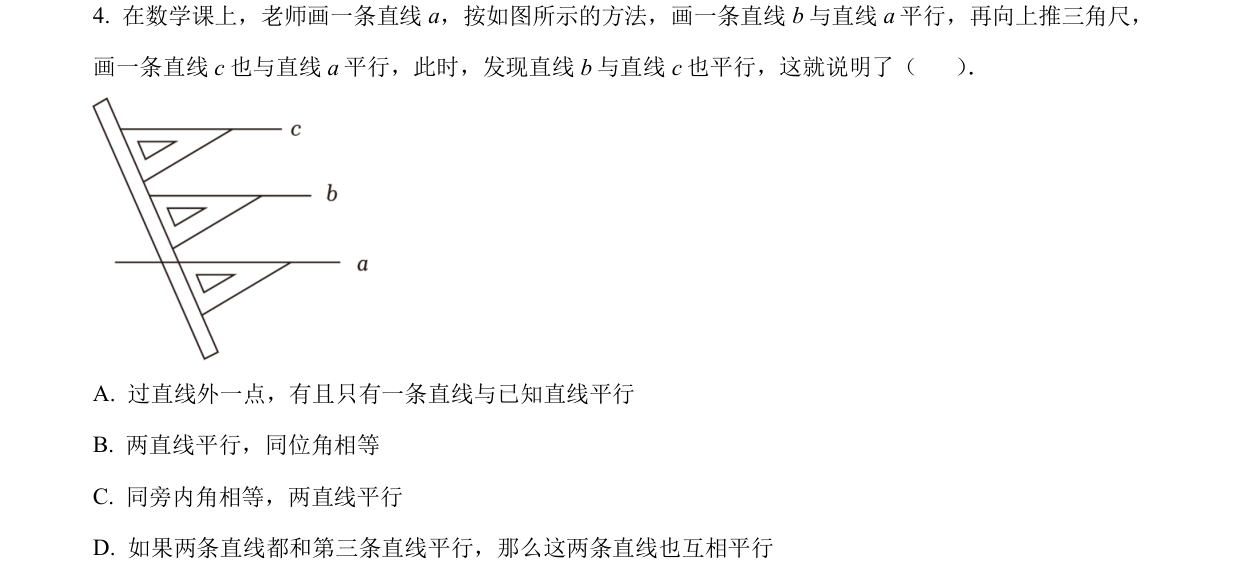 4. 在数学课上，老师画一条直线 a，按如图所示的方法，画一条直线 b 与直线 a 平行，再向上推三角尺，
画一条直线 c 也与直线 a 平行，此时，发现直线 b 与直线 c 也平行，这就说明了（　　）.
c
b
a
A. 过直线外一点，有且只有一条直线与已知直线平行
B. 两直线平行，同位角相等
C. 同旁内角相等，两直线平行
D. 如果两条直线都和第三条直线平行，那么这两条直线也互相平行